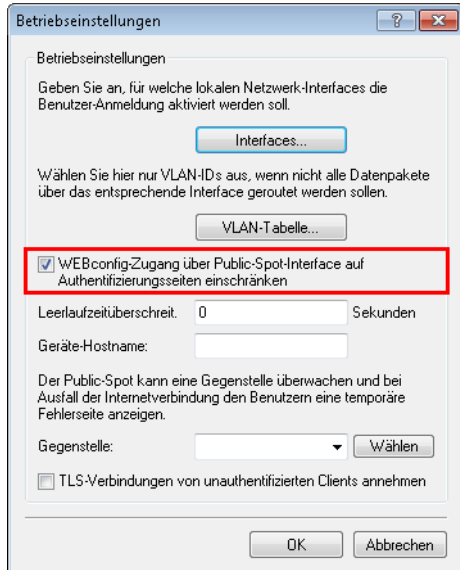 Betriebseinstellungen
Betriebseinstellungen
Geben Sie an, für welche lokalen Netzwerk-Interfaces die
Benutzer-Anmeldung aktiviert werden soll.
Interfaces...
Wählen Sie hier nur VLAN-IDs aus, wenn nicht alle Datenpakete
über das entsprechende Interface geroutet werden sollen.
VLAN-Tabelle...
WEBconfig-Zugang über Public-Spot-Interface auf
Authentifizierungsseiten einschränken
Leerlaufzeitüberschreit. 0 Sekunden
Geräte-Hostname:
Der Public-Spot kann eine Gegenstelle überwachen und bei
Ausfall der Internetverbindung den Benutzern eine temporäre
Fehlerseite anzeigen.
Gegenstelle: Wählen
TLS-Verbindungen von unauthentifizierten Clients annehmen
OK Abbrechen